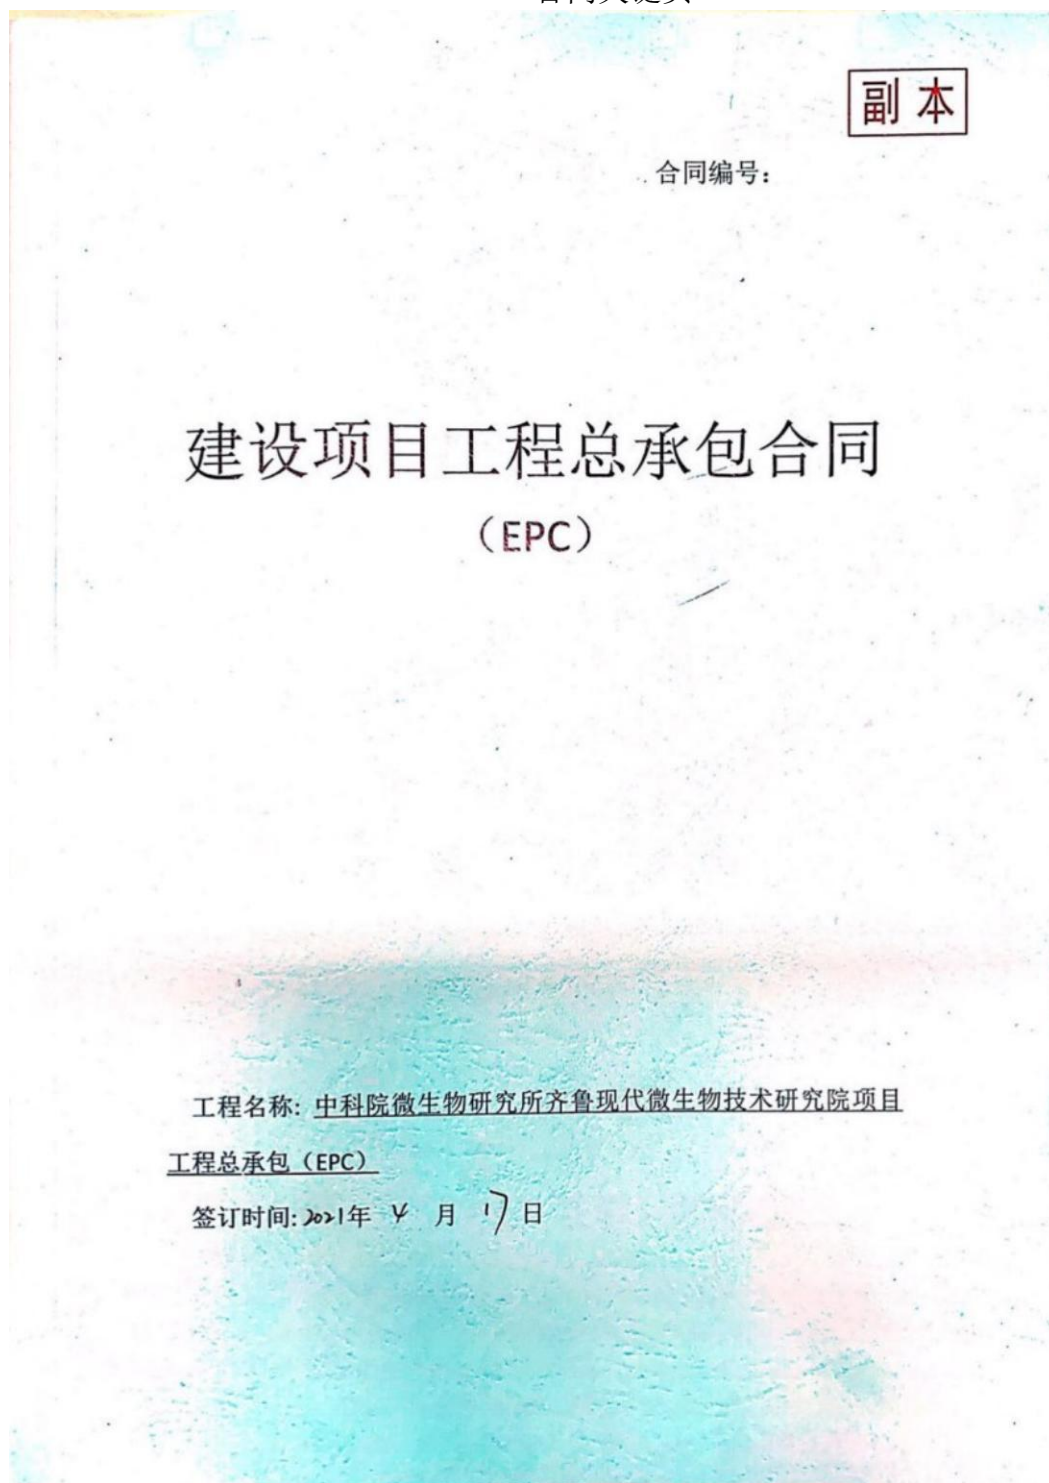 副本
合同编号：
建设项目工程总承包合同
（EPC）
工程名称: 中科院微生物研究所齐鲁现代微生物技术研究院项目
工程总承包（EPC）
签订时间: 2021年 4 月 17日